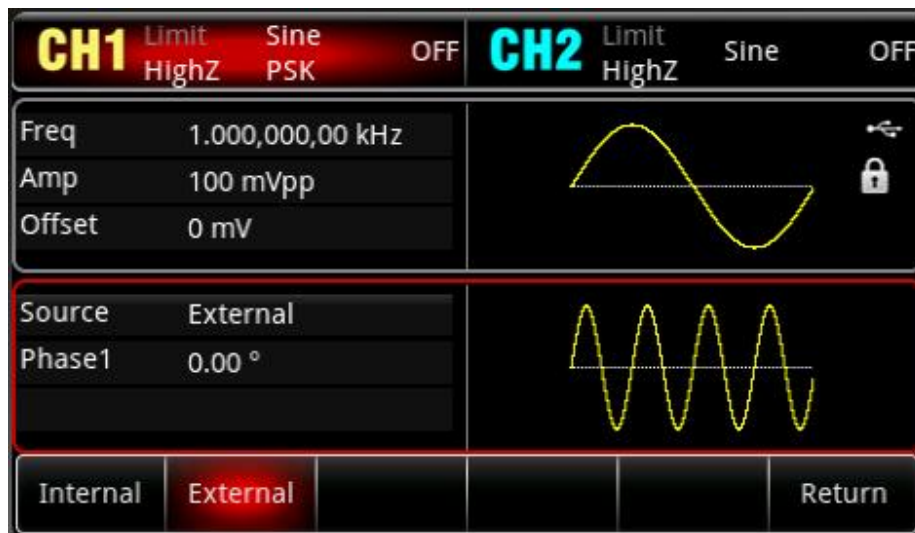 CH1 Limit Sine OFF CH2 Limit Sine OFF
HighZ PSK HighZ
Freq 1.000,000,00 kHz
Amp 100 mVpp
Offset 0 mV
Source External
Phase1 0.00 °
Internal External Return